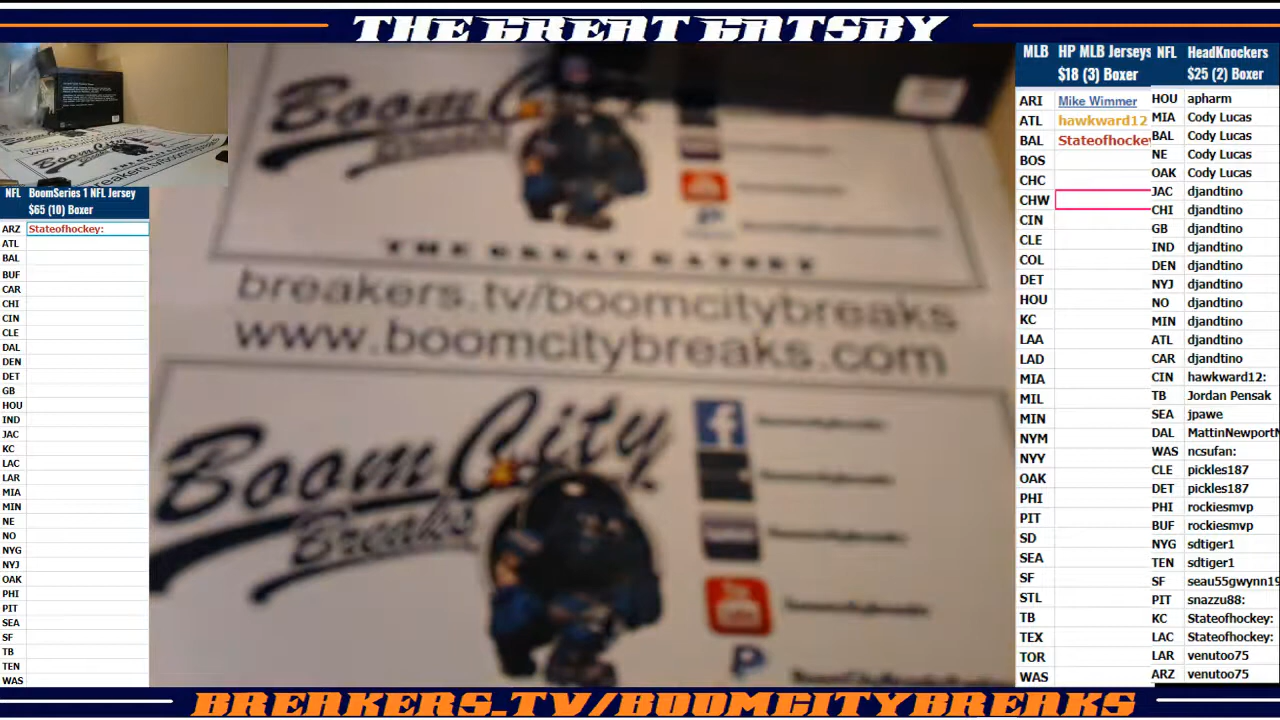 THE GREAT GATSBY
NFL BoomSeries 1 NFL Jersey
$65 (10) Boxer
ARZ Stateofhockey:
ATL
BAL
BUF
CAR
CHI
CIN
CLE
DAL
DEN
DET
GB
HOU
IND
JAC
KC
LAC
LAR
MIA
MIN
NE
NO
NYG
NYJ
OAK
PHI
PIT
SEA
SF
TB
TEN
WAS
Boom
THE GREAT GATSBY
breakers.tv/boomcitybreaks
www.boomcitybreaks.com
Boom City
Breaks
MLB HP MLB Jerseys
$18 (3) Boxer
ARI Mike Wimmer
ATL hawkward12
BAL Stateofhockey
BOS
CHC
CHW
CIN
CLE
COL
DET
HOU
KC
LAA
LAD
MIA
MIL
MIN
NYM
NYY
OAK
PHI
PIT
SD
SEA
SF
STL
TB
TEX
TOR
WAS
NFL HeadKnockers
$25 (2) Boxer
HOU apharm
MIA Cody Lucas
BAL Cody Lucas
NE Cody Lucas
OAK Cody Lucas
JAC djandtino
CHI djandtino
GB djandtino
IND djandtino
DEN djandtino
NYJ djandtino
NO djandtino
MIN djandtino
ATL djandtino
CAR djandtino
CIN hawkward12:
TB Jordan Pensak
SEA jpawe
DAL MattinNewportN
WAS ncsufan:
CLE pickles187
DET pickles187
PHI rockiesmvp
BUF rockiesmvp
NYG sdtiger1
TEN sdtiger1
SF seau55gwynn19
PIT snazzu88:
KC Stateofhockey:
LAC Stateofhockey:
LAR venutoo75
ARZ venutoo75
BREAKERS.TV/BOOMCITYBREAKS